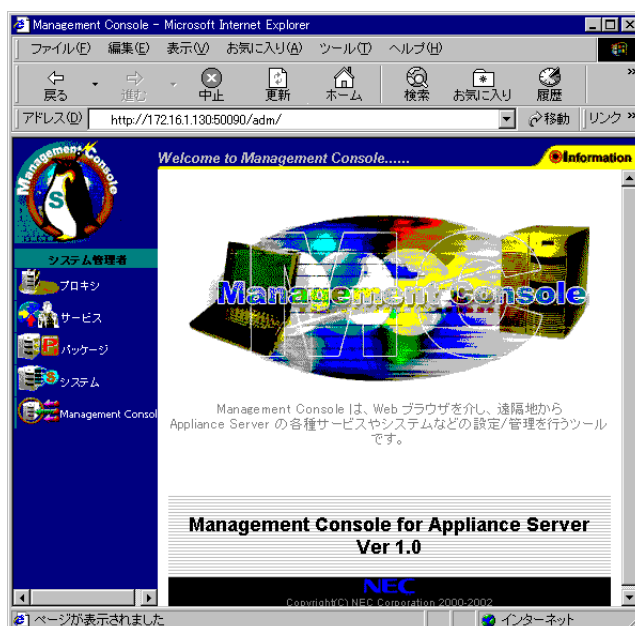 Management Console - Microsoft Internet Explorer
ファイル(F) 編集(E) 表示(V) お気に入り(A) ツール(T) ヘルプ(H)
戻る 進む 中止 更新 ホーム 検索 お気に入り 履歴 »
アドレス(D) http://172.16.1.130:50090/adm/ 移動 リンク »
Management Console
S
Welcome to Management Console......
Information
システム管理者
プロキシ
サービス
パッケージ
システム
Management Consol
MC
Management console
Management Console は、Web ブラウザを介し、遠隔地から
Appliance Server の各種サービスやシステムなどの設定/管理を行うツール
です。
Management Console for Appliance Server
Ver 1.0
NEC
Copyright(C) NEC Corporation 2000-2002
ページが表示されました インターネット